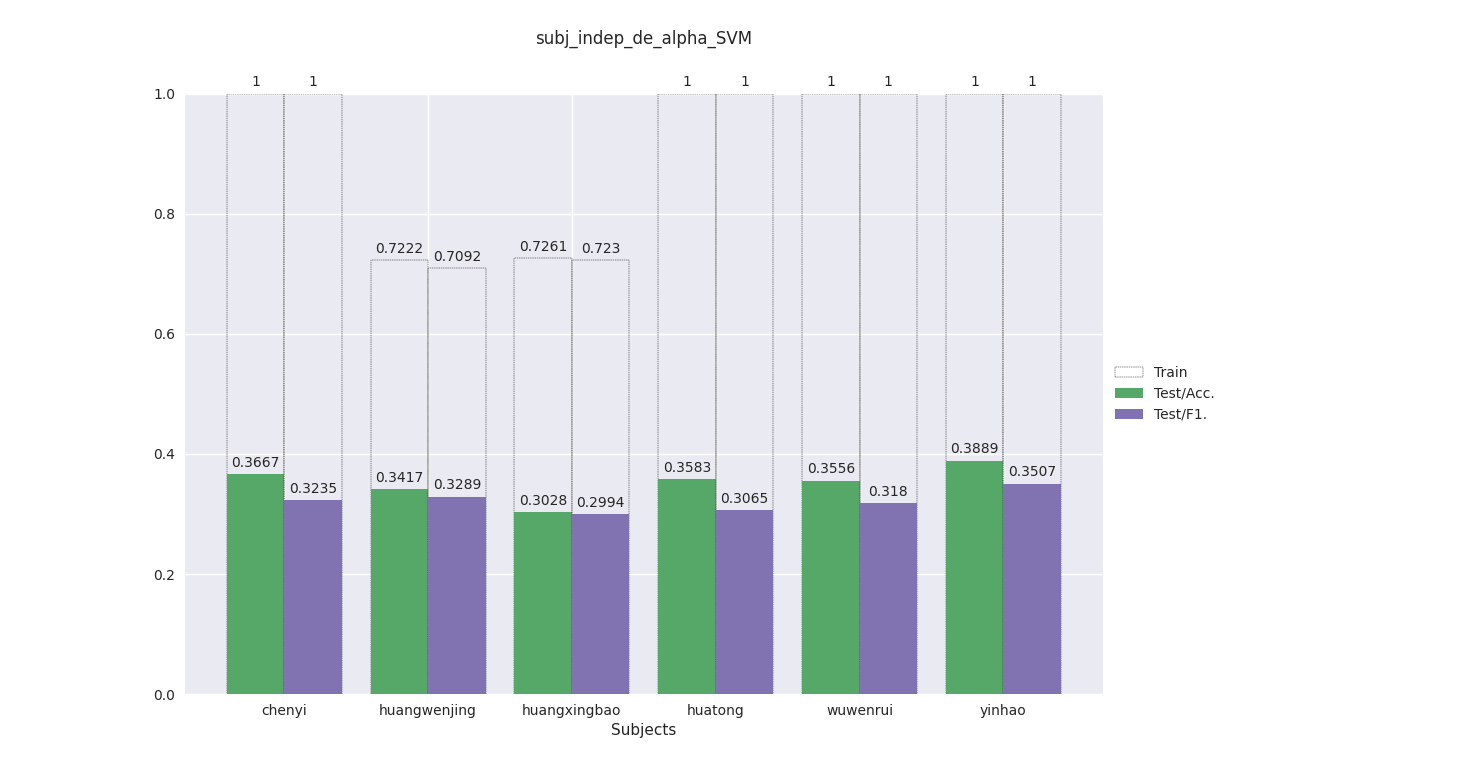 subj_indep_de_alpha_SVM
1 1 1 1 1 1 1 1
1.0
0.8
0.7222 0.7092 0.7261 0.723
0.6
0.4
0.3667 0.3235 0.3417 0.3289 0.3028 0.2994 0.3583 0.3065 0.3556 0.318 0.3889 0.3507
0.2
0.0
chenyi huangwenjing huangxingbao huatong wuwenrui yinhao
Subjects
Train
Test/Acc.
Test/F1.